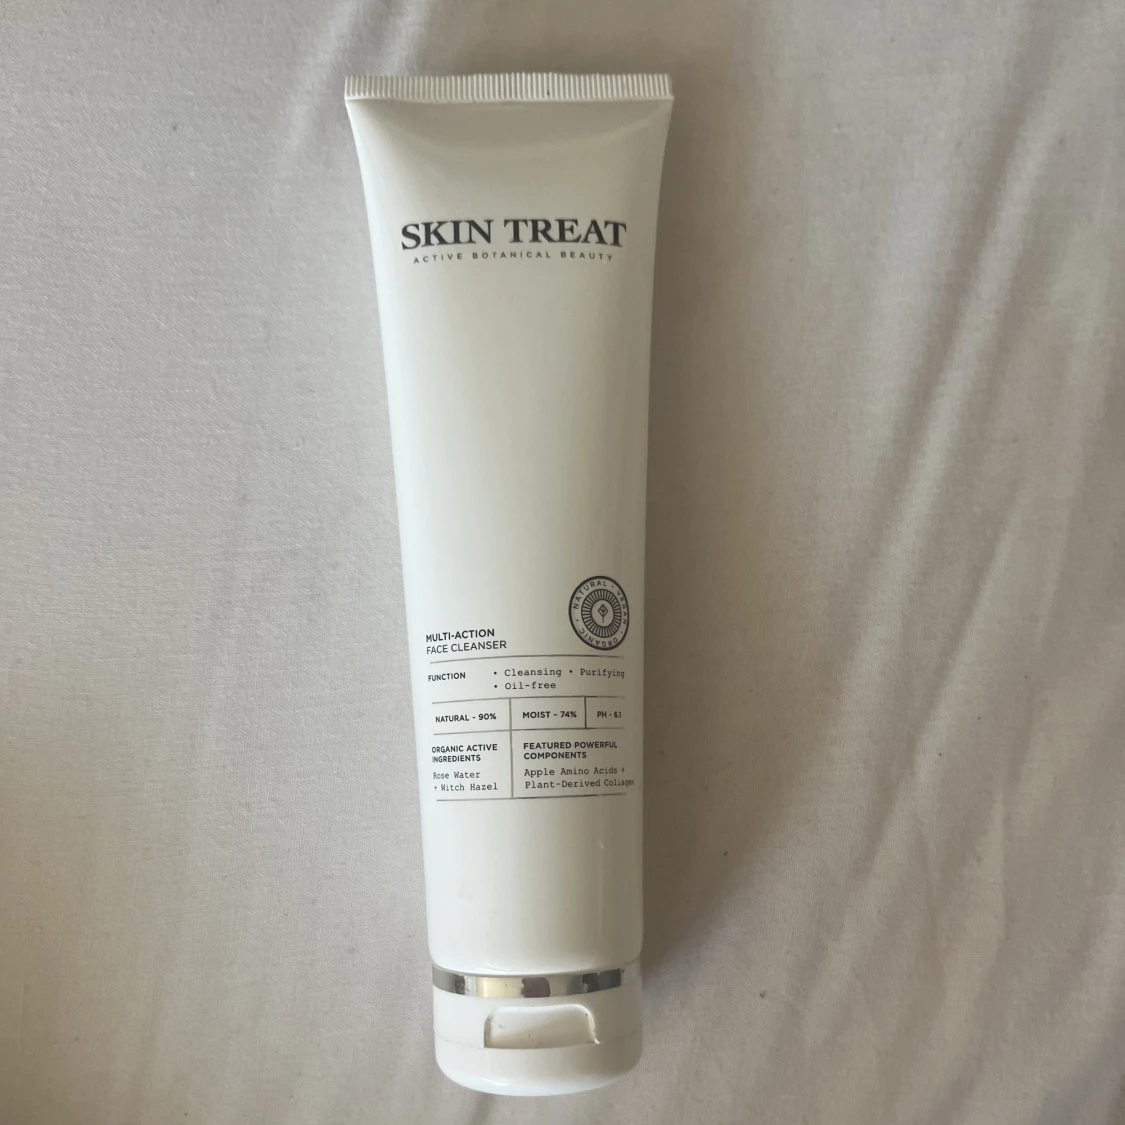 SKIN TREAT
ACTIVE BOTANICAL BEAUTY
NATURAL · VEGAN · ORGANIC ·
MULTI-ACTION
FACE CLEANSER
FUNCTION • Cleansing • Purifying
• Oil-free
NATURAL - 90% MOIST - 74% PH - 6.1
ORGANIC ACTIVE
INGREDIENTS
Rose Water
+ Witch Hazel
FEATURED POWERFUL
COMPONENTS
Apple Amino Acids +
Plant-Derived Collagen